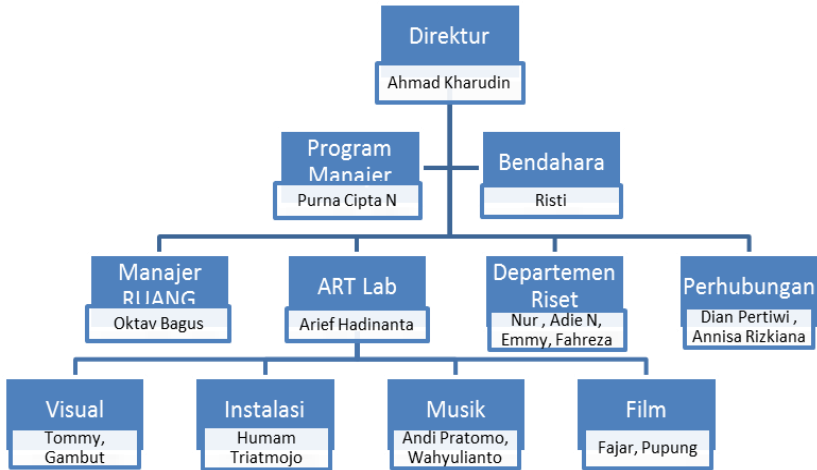 Direktur
Ahmad Kharudin
Program
Manajer
Purna Cipta N
Bendahara
Risti
Manajer
RUANG
Oktav Bagus
ART Lab
Arief Hadinanta
Departemen
Riset
Nur , Adie N,
Emmy, Fahreza
Perhubungan
Dian Pertiwi ,
Annisa Rizkiana
Visual
Tommy,
Gambut
Instalasi
Humam
Triatmojo
Musik
Andi Pratomo,
Wahyulianto
Film
Fajar, Pupung